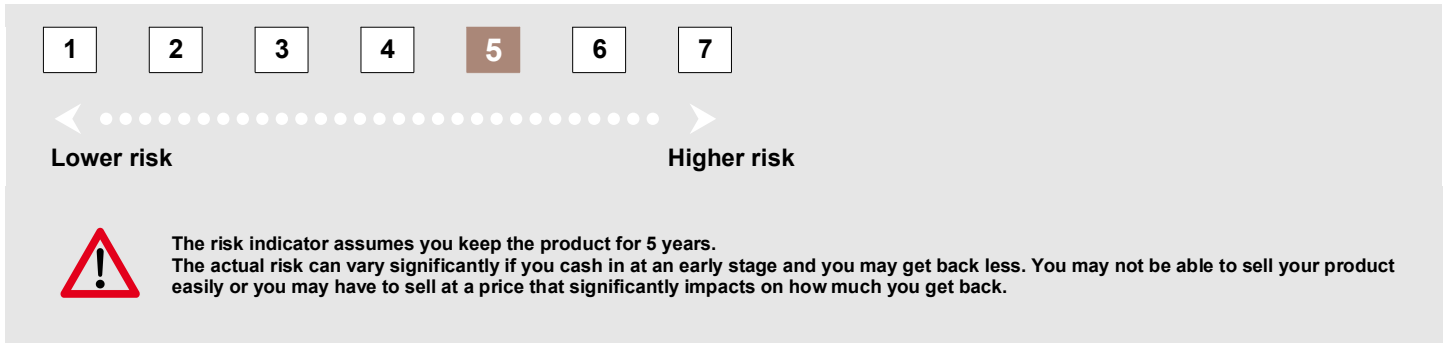 1 2 3 4 5 6 7
Lower risk Higher risk
The risk indicator assumes you keep the product for 5 years.
The actual risk can vary significantly if you cash in at an early stage and you may get back less. You may not be able to sell your product
easily or you may have to sell at a price that significantly impacts on how much you get back.